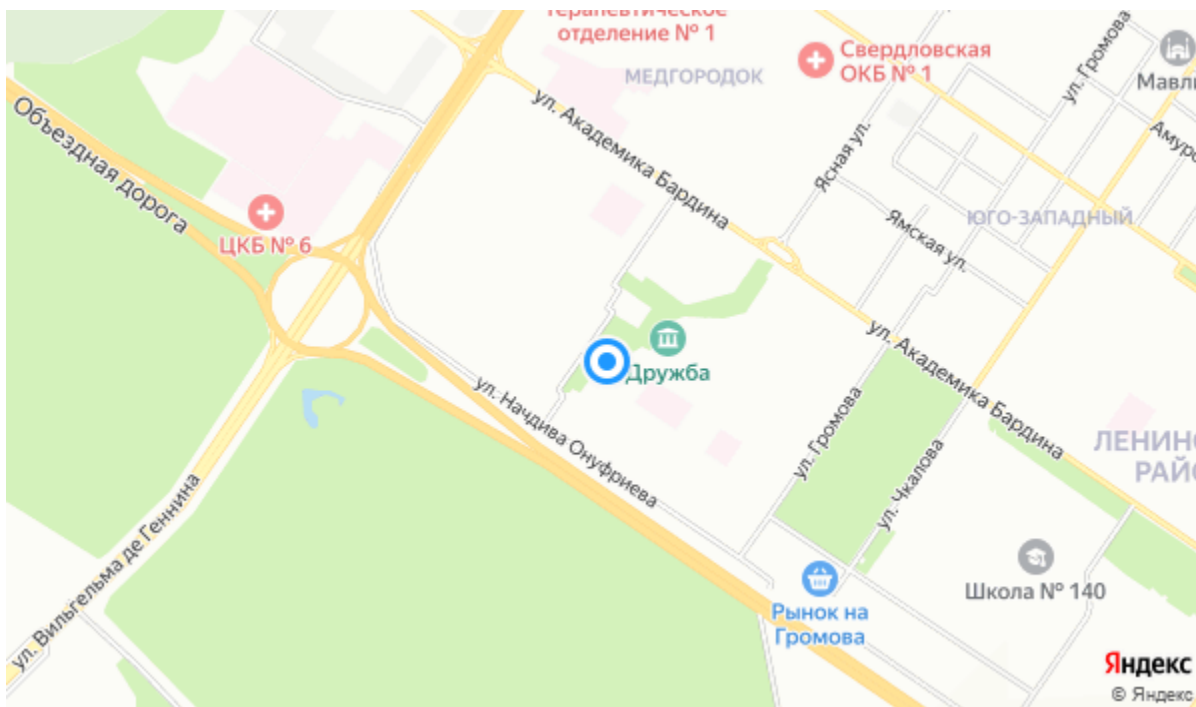 Терапевтическое
отделение № 1
Свердловская
ОКБ № 1
МЕДГОРОДОК
ул. Громова
Мавли
Амурс
ул. Академика Бардина
Ясная ул.
Объездная дорога
ЦКБ № 6
ЮГО-ЗАПАДНЫЙ
Ямская ул.
Дружба
ул. Академика Бардина
ул. Начдива Онуфриева
ул. Громова
ул. Чкалова
ЛЕНИНС
РАЙО
ул. Вильгельма де Геннина
Школа № 140
Рынок на
Громова
Яндекс
© Яндекс